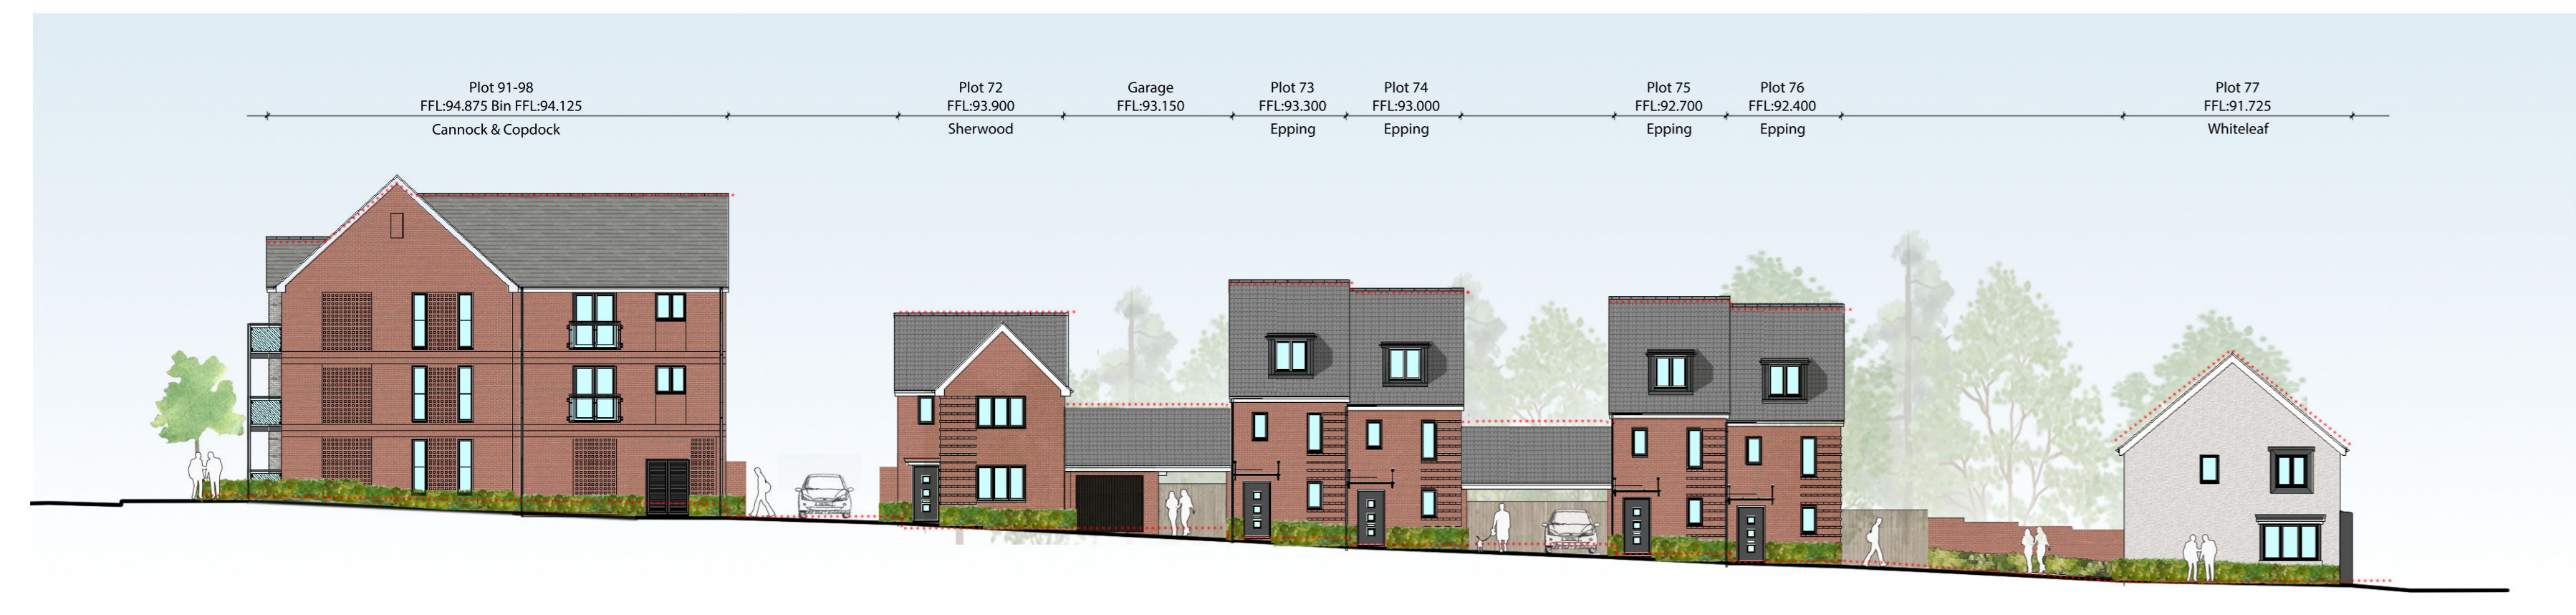 Plot 91-98
FFL:94.875 Bin FFL:94.125
Cannock & Copdock
Plot 72
FFL:93.900
Sherwood
Garage
FFL:93.150
Plot 73
FFL:93.300
Epping
Plot 74
FFL:93.000
Epping
Plot 75
FFL:92.700
Epping
Plot 76
FFL:92.400
Epping
Plot 77
FFL:91.725
Whiteleaf